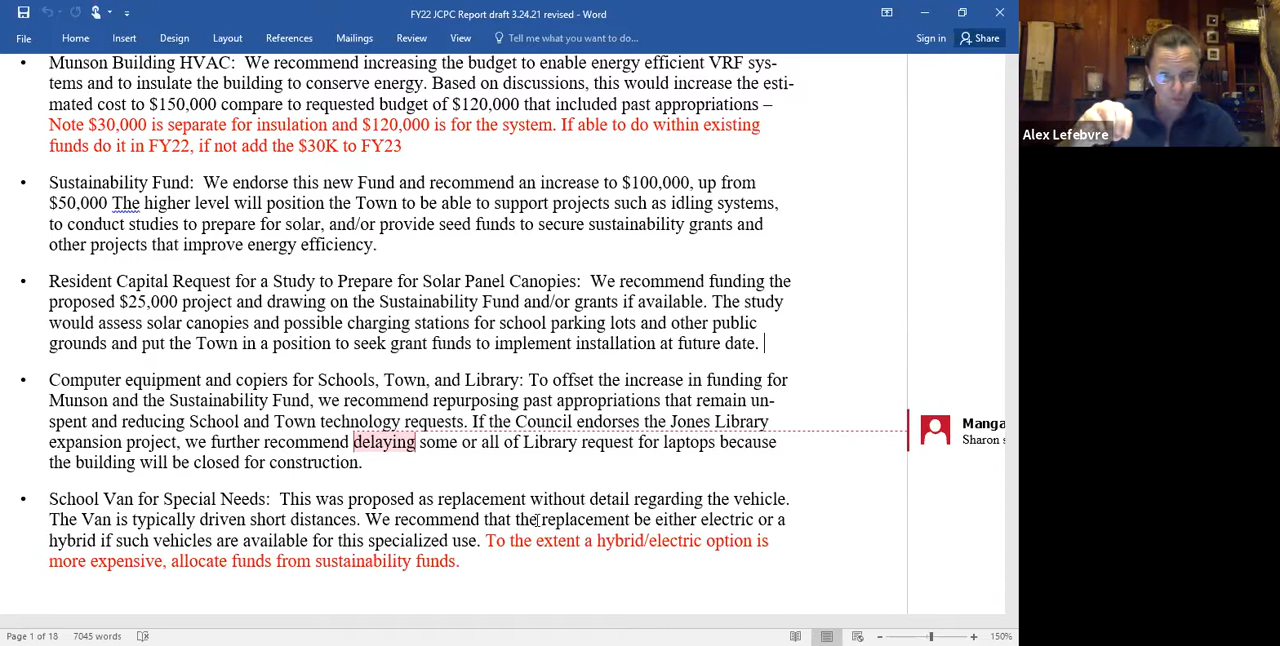 FY22 JCPC Report draft 3.24.21 revised - Word
File Home Insert Design Layout References Mailings Review View Tell me what you want to do... Sign in Share
• Munson Building HVAC: We recommend increasing the budget to enable energy efficient VRF sys-
tems and to insulate the building to conserve energy. Based on discussions, this would increase the esti-
mated cost to $150,000 compare to requested budget of $120,000 that included past appropriations –
Note $30,000 is separate for insulation and $120,000 is for the system. If able to do within existing
funds do it in FY22, if not add the $30K to FY23
• Sustainability Fund: We endorse this new Fund and recommend an increase to $100,000, up from
$50,000 The higher level will position the Town to be able to support projects such as idling systems,
to conduct studies to prepare for solar, and/or provide seed funds to secure sustainability grants and
other projects that improve energy efficiency.
• Resident Capital Request for a Study to Prepare for Solar Panel Canopies: We recommend funding the
proposed $25,000 project and drawing on the Sustainability Fund and/or grants if available. The study
would assess solar canopies and possible charging stations for school parking lots and other public
grounds and put the Town in a position to seek grant funds to implement installation at future date.
• Computer equipment and copiers for Schools, Town, and Library: To offset the increase in funding for
Munson and the Sustainability Fund, we recommend repurposing past appropriations that remain un-
spent and reducing School and Town technology requests. If the Council endorses the Jones Library
expansion project, we further recommend delaying some or all of Library request for laptops because
the building will be closed for construction.
• School Van for Special Needs: This was proposed as replacement without detail regarding the vehicle.
The Van is typically driven short distances. We recommend that the replacement be either electric or a
hybrid if such vehicles are available for this specialized use. To the extent a hybrid/electric option is
more expensive, allocate funds from sustainability funds.
Manga
Sharon s
Page 1 of 18 7045 words 150%
Alex Lefebvre